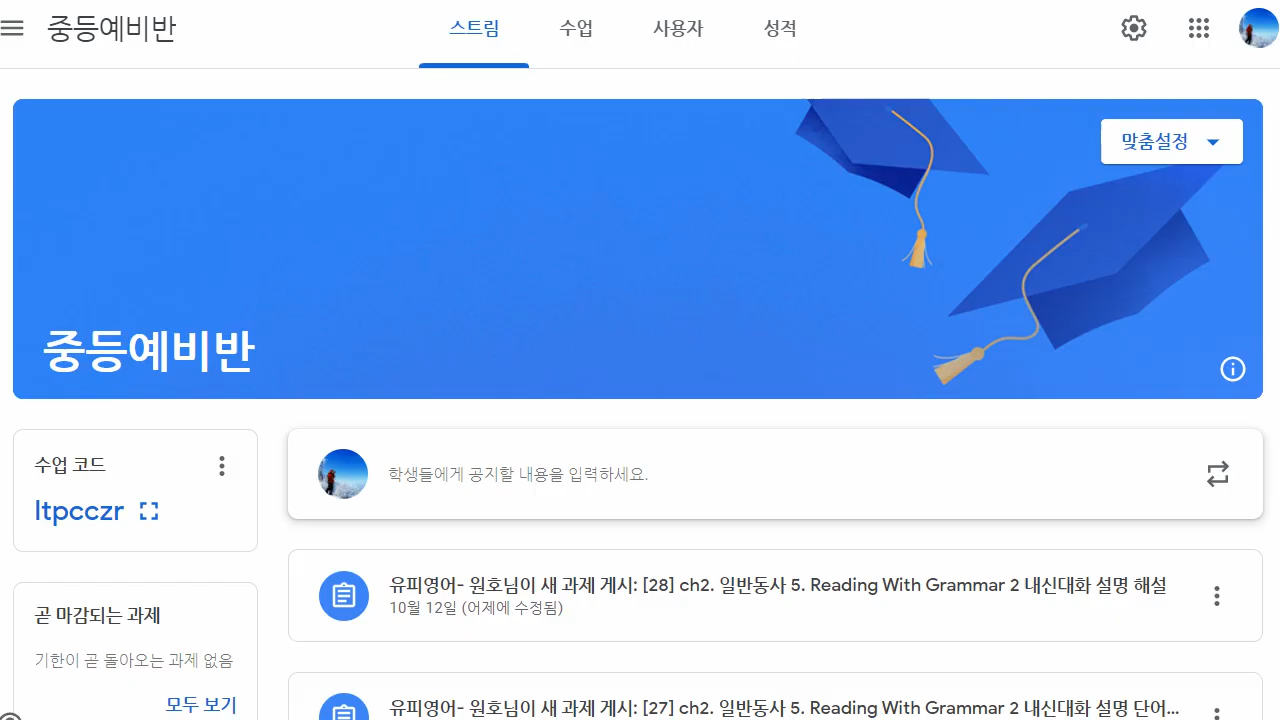 중등예비반
스트림 수업 사용자 성적
맞춤설정
중등예비반
수업 코드
ltpcczr
학생들에게 공지할 내용을 입력하세요.
유피영어- 원호님이 새 과제 게시: [28] ch2. 일반동사 5. Reading With Grammar 2 내신대화 설명 해설
10월 12일 (어제에 수정됨)
곧 마감되는 과제
기한이 곧 돌아오는 과제 없음
모두 보기
유피영어- 원호님이 새 과제 게시: [27] ch2. 일반동사 5. Reading With Grammar 2 내신대화 설명 단어...